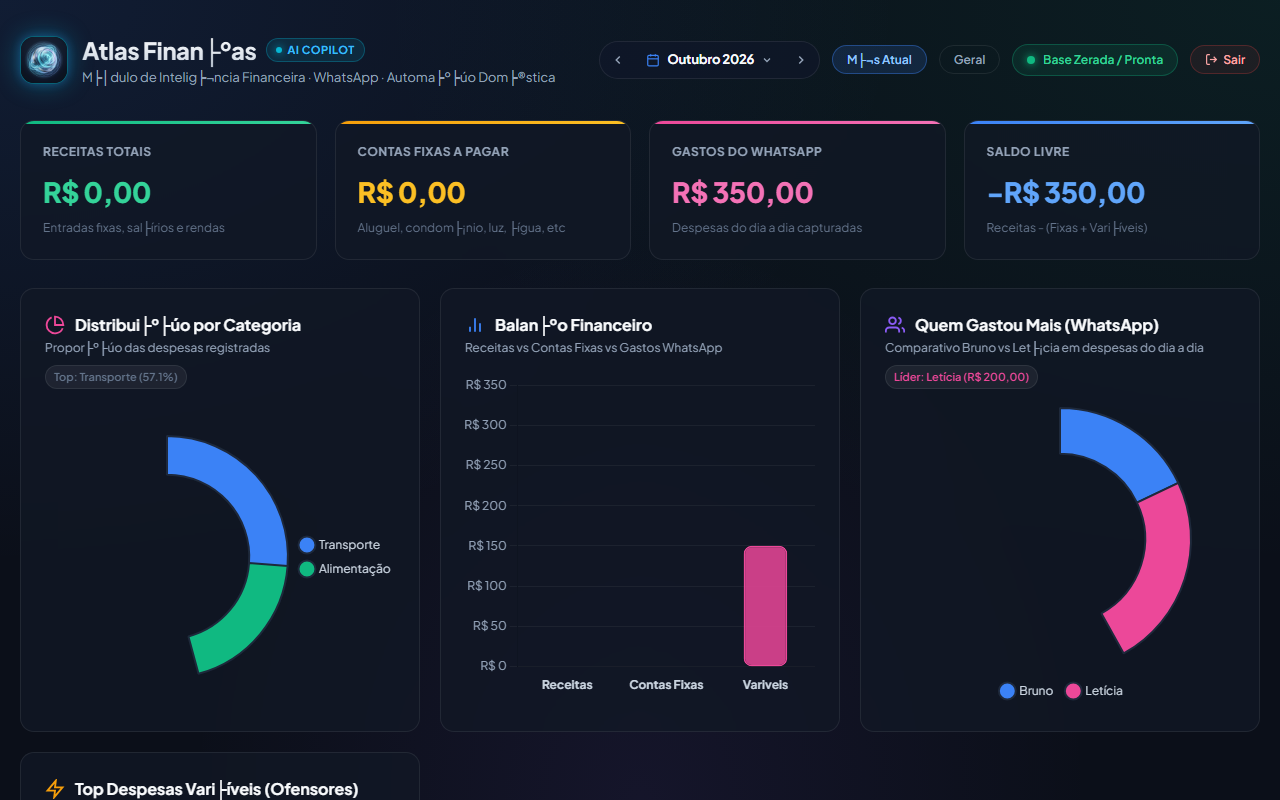 Atlas Finan├ºas
AI COPILOT
M├│dulo de Intelig├¬ncia Financeira · WhatsApp · Automa├º├úo Dom├®stica
Outubro 2026
M├¬s Atual
Geral
Base Zerada / Pronta
Sair
RECEITAS TOTAIS
R$ 0,00
Entradas fixas, sal├írios e rendas
CONTAS FIXAS A PAGAR
R$ 0,00
Aluguel, condom├¡nio, luz, ├ígua, etc
GASTOS DO WHATSAPP
R$ 350,00
Despesas do dia a dia capturadas
SALDO LIVRE
-R$ 350,00
Receitas - (Fixas + Vari├íveis)
Distribui├º├úo por Categoria
Propor├º├úo das despesas registradas
Top: Transporte (57.1%)
Transporte
Alimentação
Balan├ºo Financeiro
Receitas vs Contas Fixas vs Gastos WhatsApp
R$ 350
R$ 300
R$ 250
R$ 200
R$ 150
R$ 100
R$ 50
R$ 0
Receitas
Contas Fixas
Varíveis
Quem Gastou Mais (WhatsApp)
Comparativo Bruno vs Let├¡cia em despesas do dia a dia
Líder: Letícia (R$ 200,00)
Bruno
Letícia
Top Despesas Vari├íveis (Ofensores)